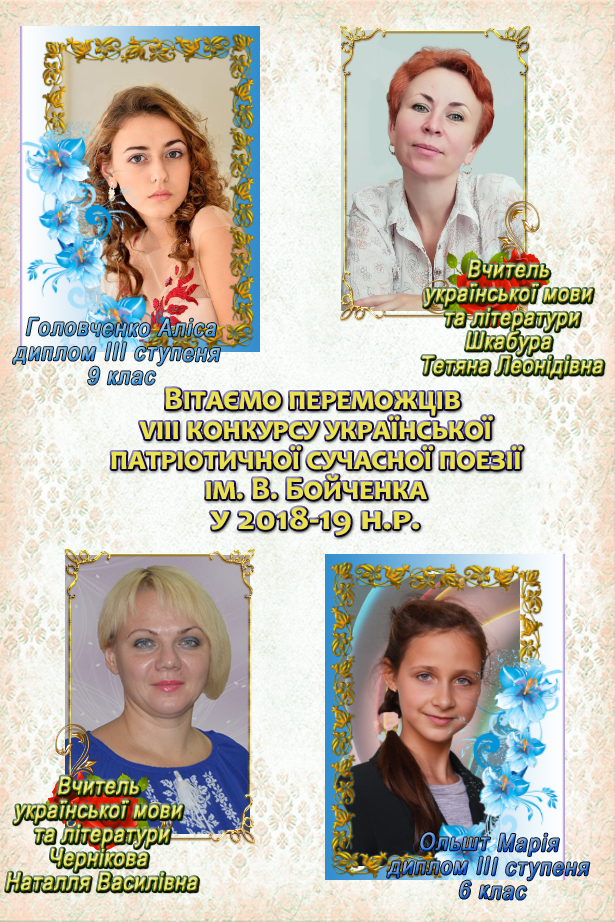 Головченко Аліса
диплом III ступеня
9 клас
Вчитель
української мови
та літератури
Шкабура
Тетяна Леонідівна
Вітаємо переможців
VIII конкурсу української
патріотичної сучасної поезії
ім. В. Бойченка
у 2018-19 н.р.
Вчитель
української мови
та літератури
Чернікова
Наталля Василівна
Ольшт Марія
диплом III ступеня
6 клас